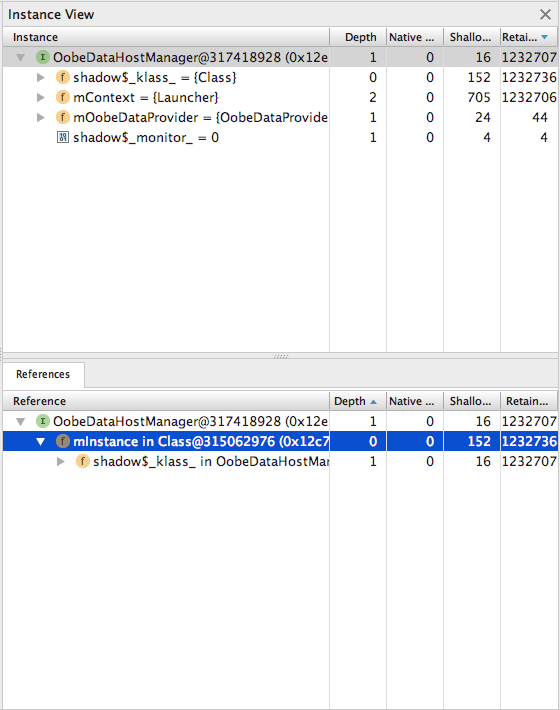 Instance View
Instance Depth Native ... Shallo... Retai...
OobeDataHostManager@317418928 (0x12e 1 0 16 1232707
f shadow$_klass_ = {Class} 0 0 152 1232736
f mContext = {Launcher} 2 0 705 1232706
f mOobeDataProvider = {OobeDataProvide 1 0 24 44
shadow$_monitor_ = 0 1 0 4 4
References
Reference Depth Native ... Shallo... Retain...
OobeDataHostManager@317418928 (0x12e 1 0 16 1232707
f mInstance in Class@315062976 (0x12c7 0 0 152 1232736
f shadow$_klass_ in OobeDataHostMan 1 0 16 1232707